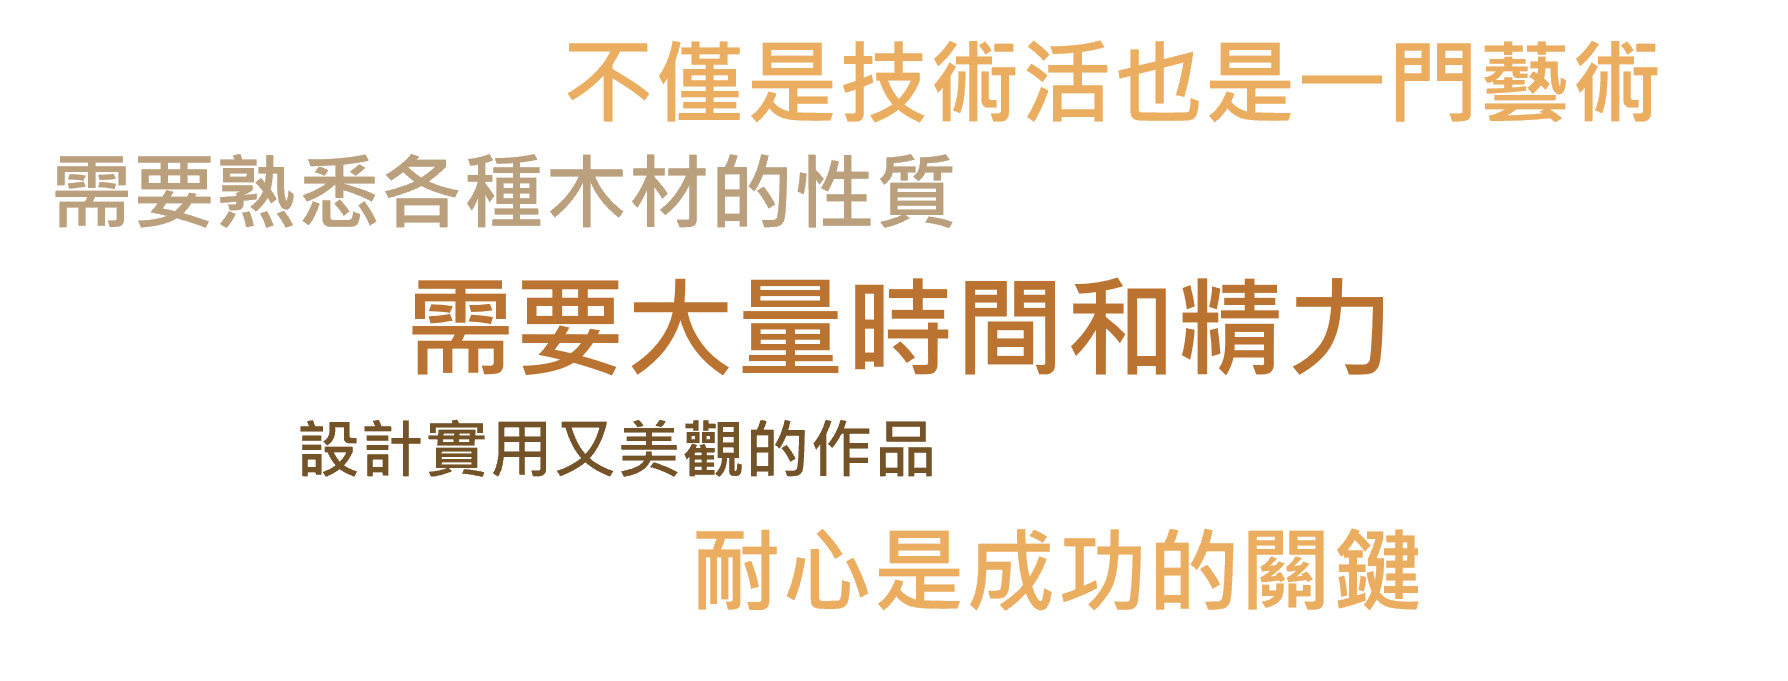 不僅是技術活也是一門藝術
需要熟悉各種木材的性質
需要大量時間和精力
設計實用又美觀的作品
耐心是成功的關鍵